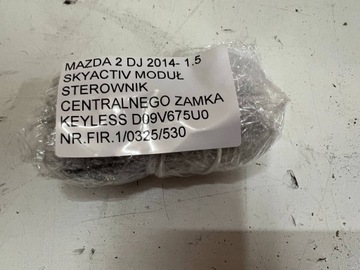 MAZDA 2 DJ 2014- 1.5
SKYACTIV MODUŁ
STEROWNIK
CENTRALNEGO ZAMKA
KEYLESS D09V675U0
NR.FIR.1/0325/530